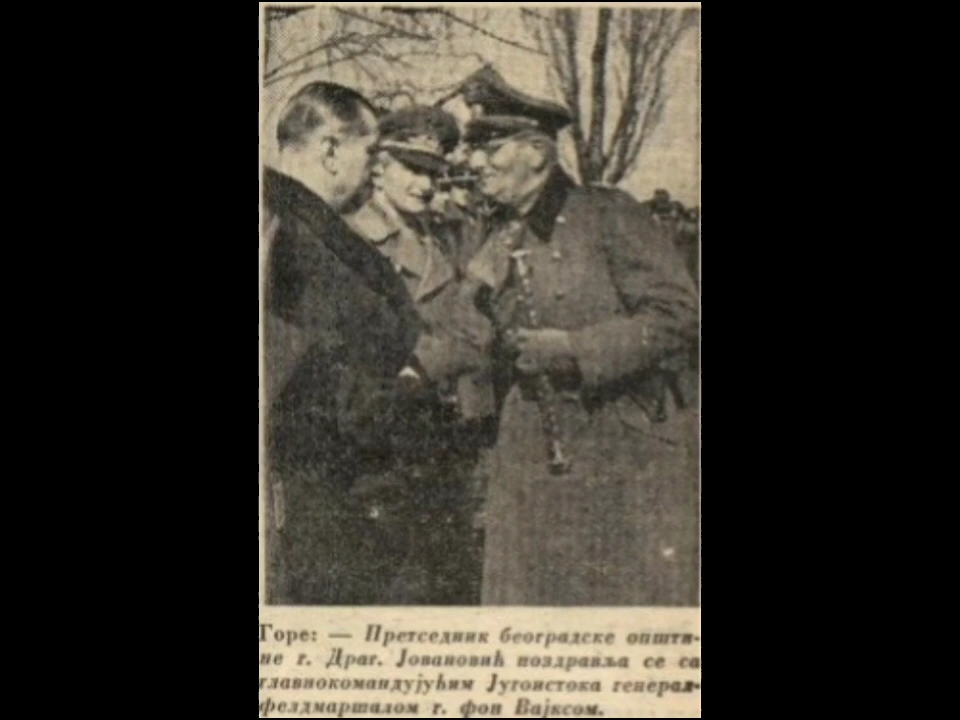 Горе: — Претседник београдске општи-
не г. Драг. Јовановић поздравља се са
главнокомандујућим Југоистока генерал-
фелдмаршалом г. фон Вајксом.